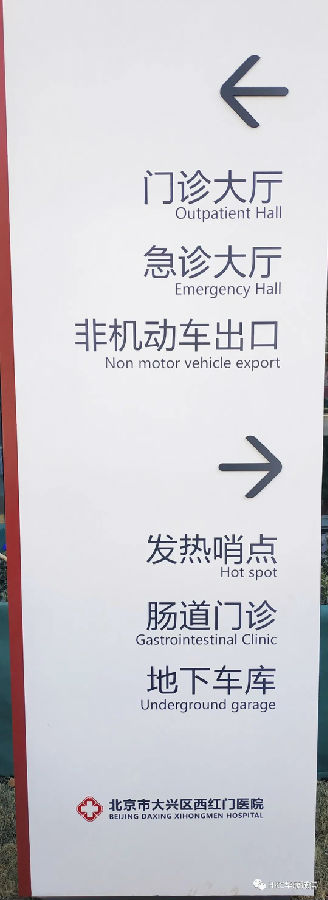 门诊大厅
Outpatient Hall
急诊大厅
Emergency Hall
非机动车出口
Non motor vehicle export
发热哨点
Hot spot
肠道门诊
Gastrointestinal Clinic
地下车库
Underground garage
北京市大兴区西红门医院
BEIJING DAXING XIHONGMEN HOSPITAL